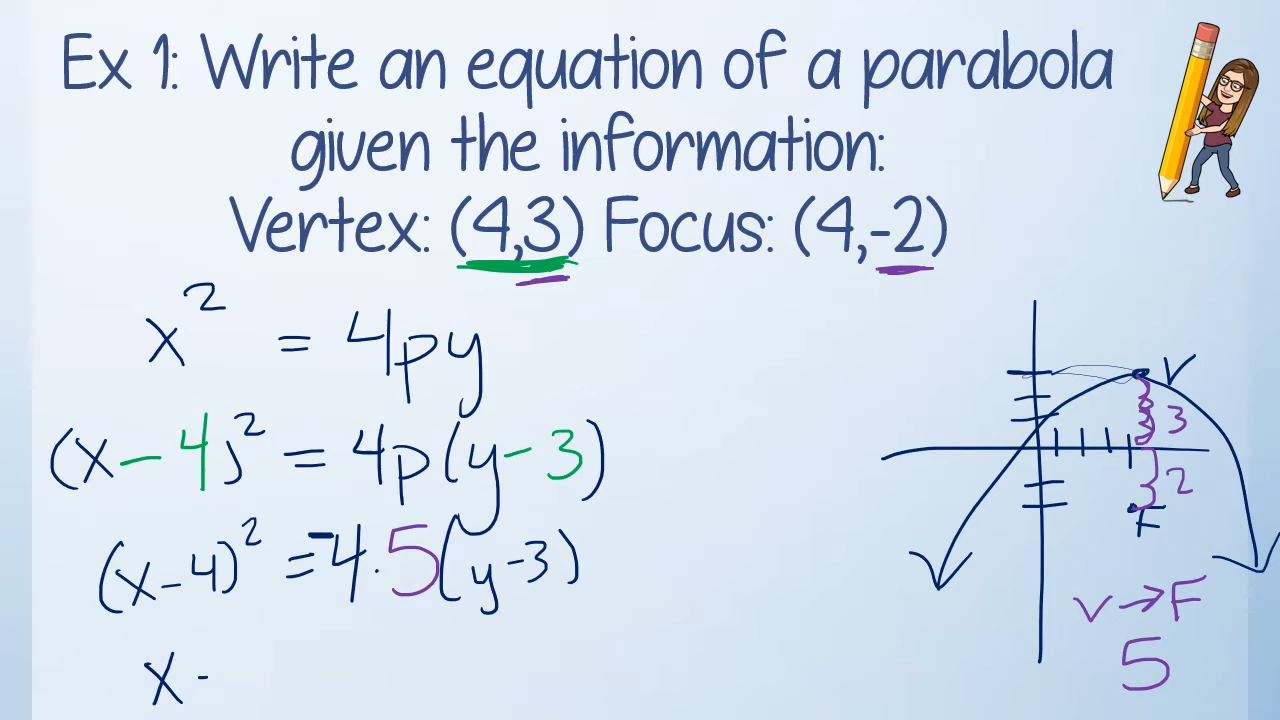 Ex 1: Write an equation of a parabola
given the information:
Vertex: (4,3) Focus: (4,-2)
x² = 4py
(x-4)² = 4p(y-3)
(x-4)² = -4·5(y-3)
x -
V
3
2
F
V → F
5